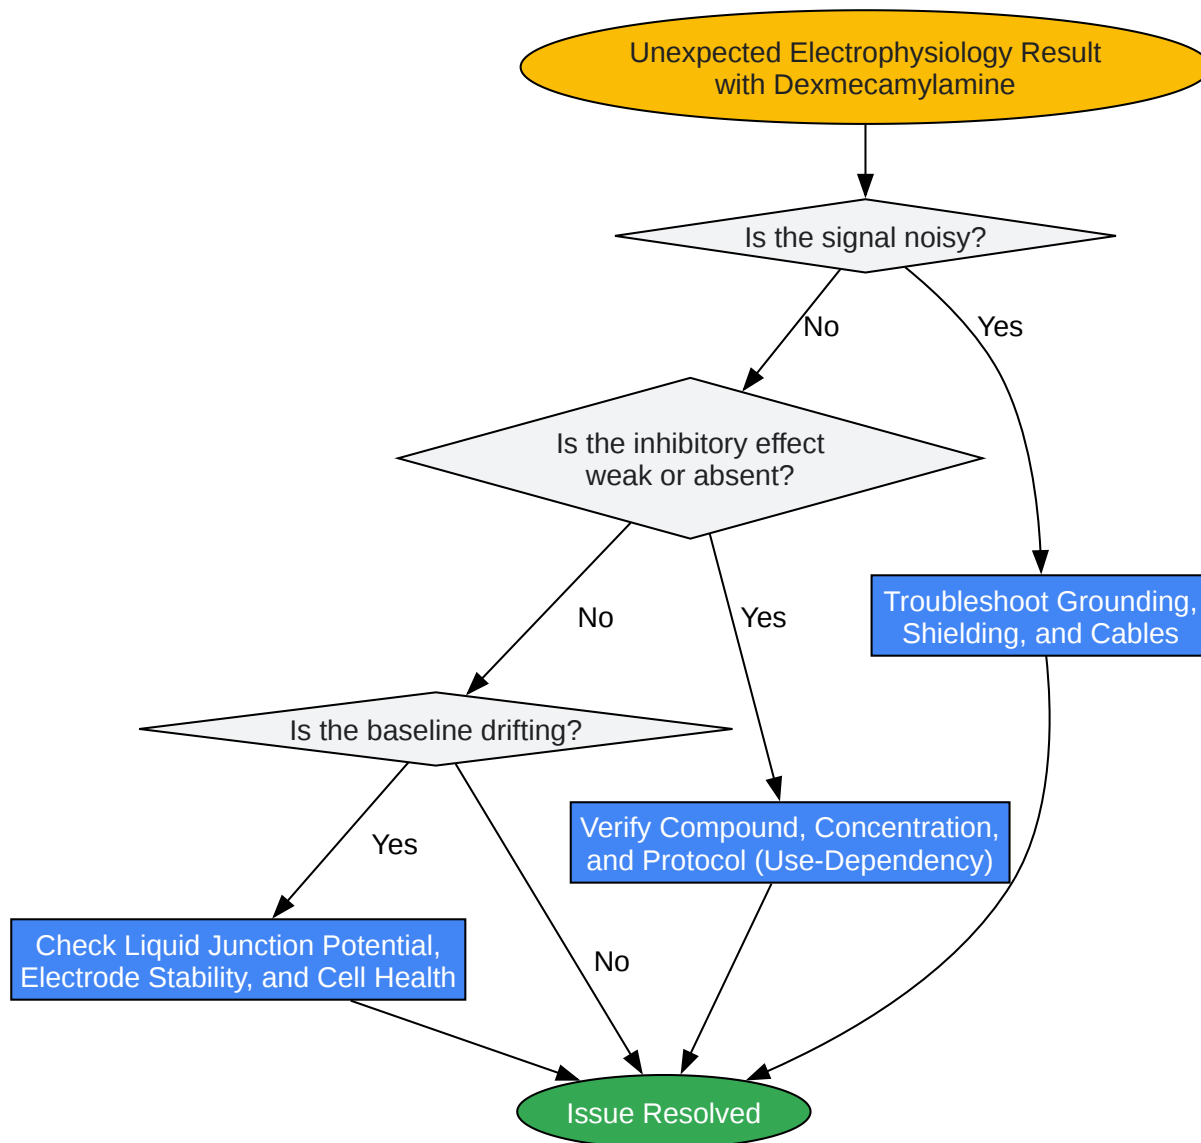 Unexpected Electrophysiology Result
with Dexmecamylamine
Is the signal noisy?
No
Yes
Is the inhibitory effect
weak or absent?
No
Yes
Troubleshoot Grounding,
Shielding, and Cables
Is the baseline drifting?
Yes
No
Verify Compound, Concentration,
and Protocol (Use-Dependency)
Check Liquid Junction Potential,
Electrode Stability, and Cell Health
Issue Resolved